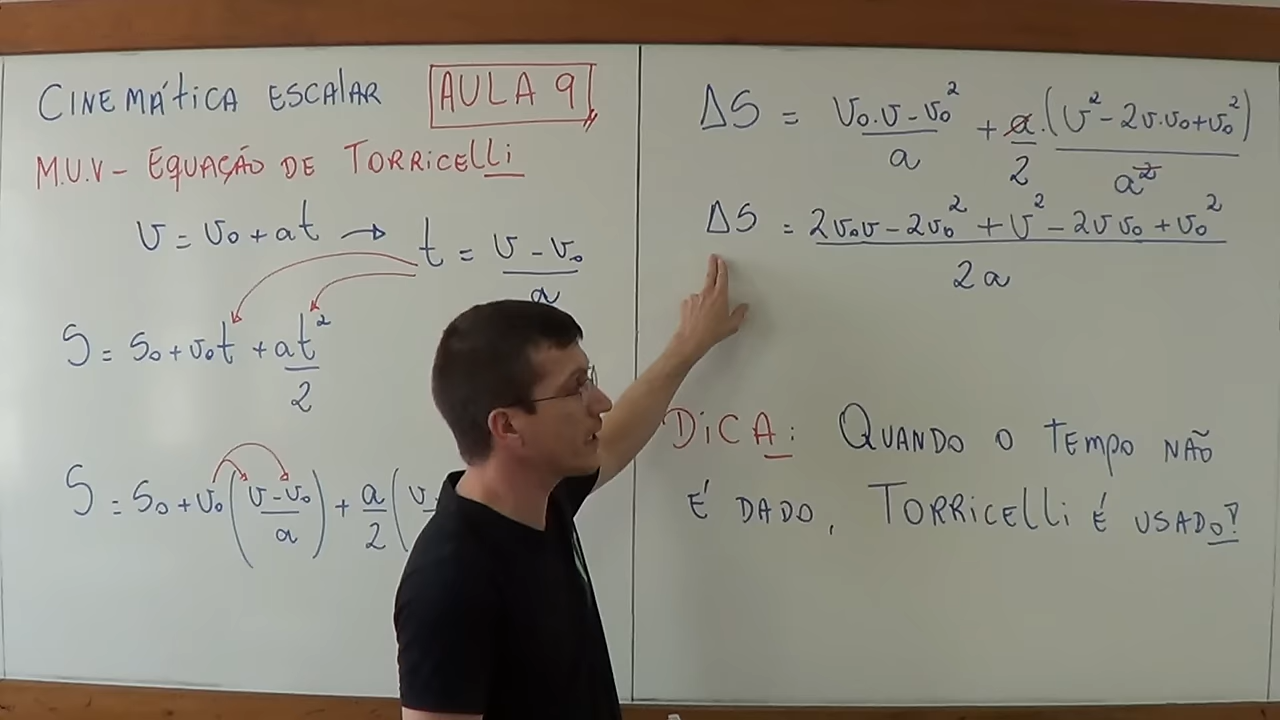 CINEMÁTICA ESCALAR AULA 9
M.U.V - EQUAÇÃO DE TORRICELLI
v = v₀ + at → t = v - v₀ / a
S = S₀ + v₀t + at² / 2
S = S₀ + v₀ (v - v₀ / a) + a/2 (v
ΔS = v₀.v - v₀² / a + a/2 . (v² - 2v.v₀ + v₀²) / a²
ΔS = 2v₀v - 2v₀² + v² - 2vv₀ + v₀² / 2a
DICA: QUANDO O TEMPO NÃO
É DADO, TORRICELLI É USADO!